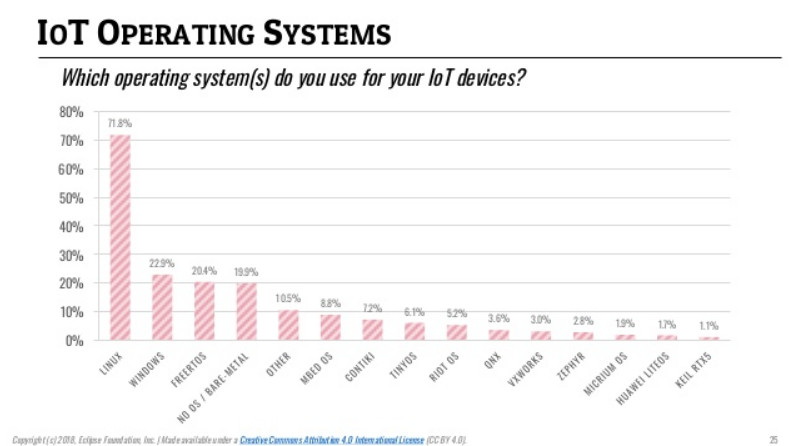 IoT Operating Systems
Which operating system(s) do you use for your IoT devices?
80%
70%
60%
50%
40%
30%
20%
10%
0%
71.8%
22.9%
20.4%
19.9%
10.5%
8.8%
7.2%
6.1%
5.2%
3.6%
3.0%
2.8%
1.9%
1.7%
1.1%
LINUX
WINDOWS
FREERTOS
NO OS / BARE-METAL
OTHER
MBED OS
CONTIKI
TINYOS
RIOT OS
QNX
VXWORKS
ZEPHYR
MICRIUM OS
HUAWEI LITEOS
KEIL RTX5
Copyright (c) 2018, Eclipse Foundation, Inc. | Made available under a Creative Commons Attribution 4.0 International License (CC BY 4.0).
25